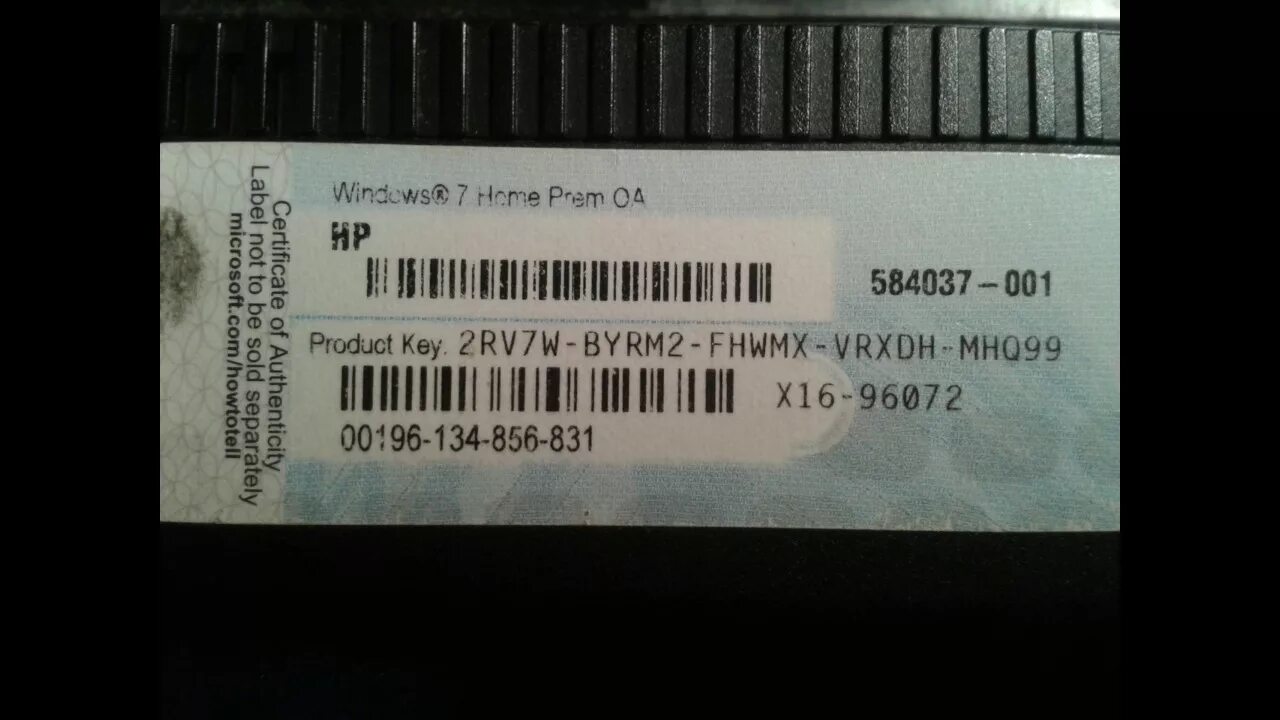 Windows® 7 Home Prem OA
HP
584037-001
Product Key: 2RV7W-BYRM2-FHWMX-VRXDH-MHQ99
X16-96072
00196-134-856-831
Certificate of Authenticity
Label not to be sold separately
microsoft.com/howtotell